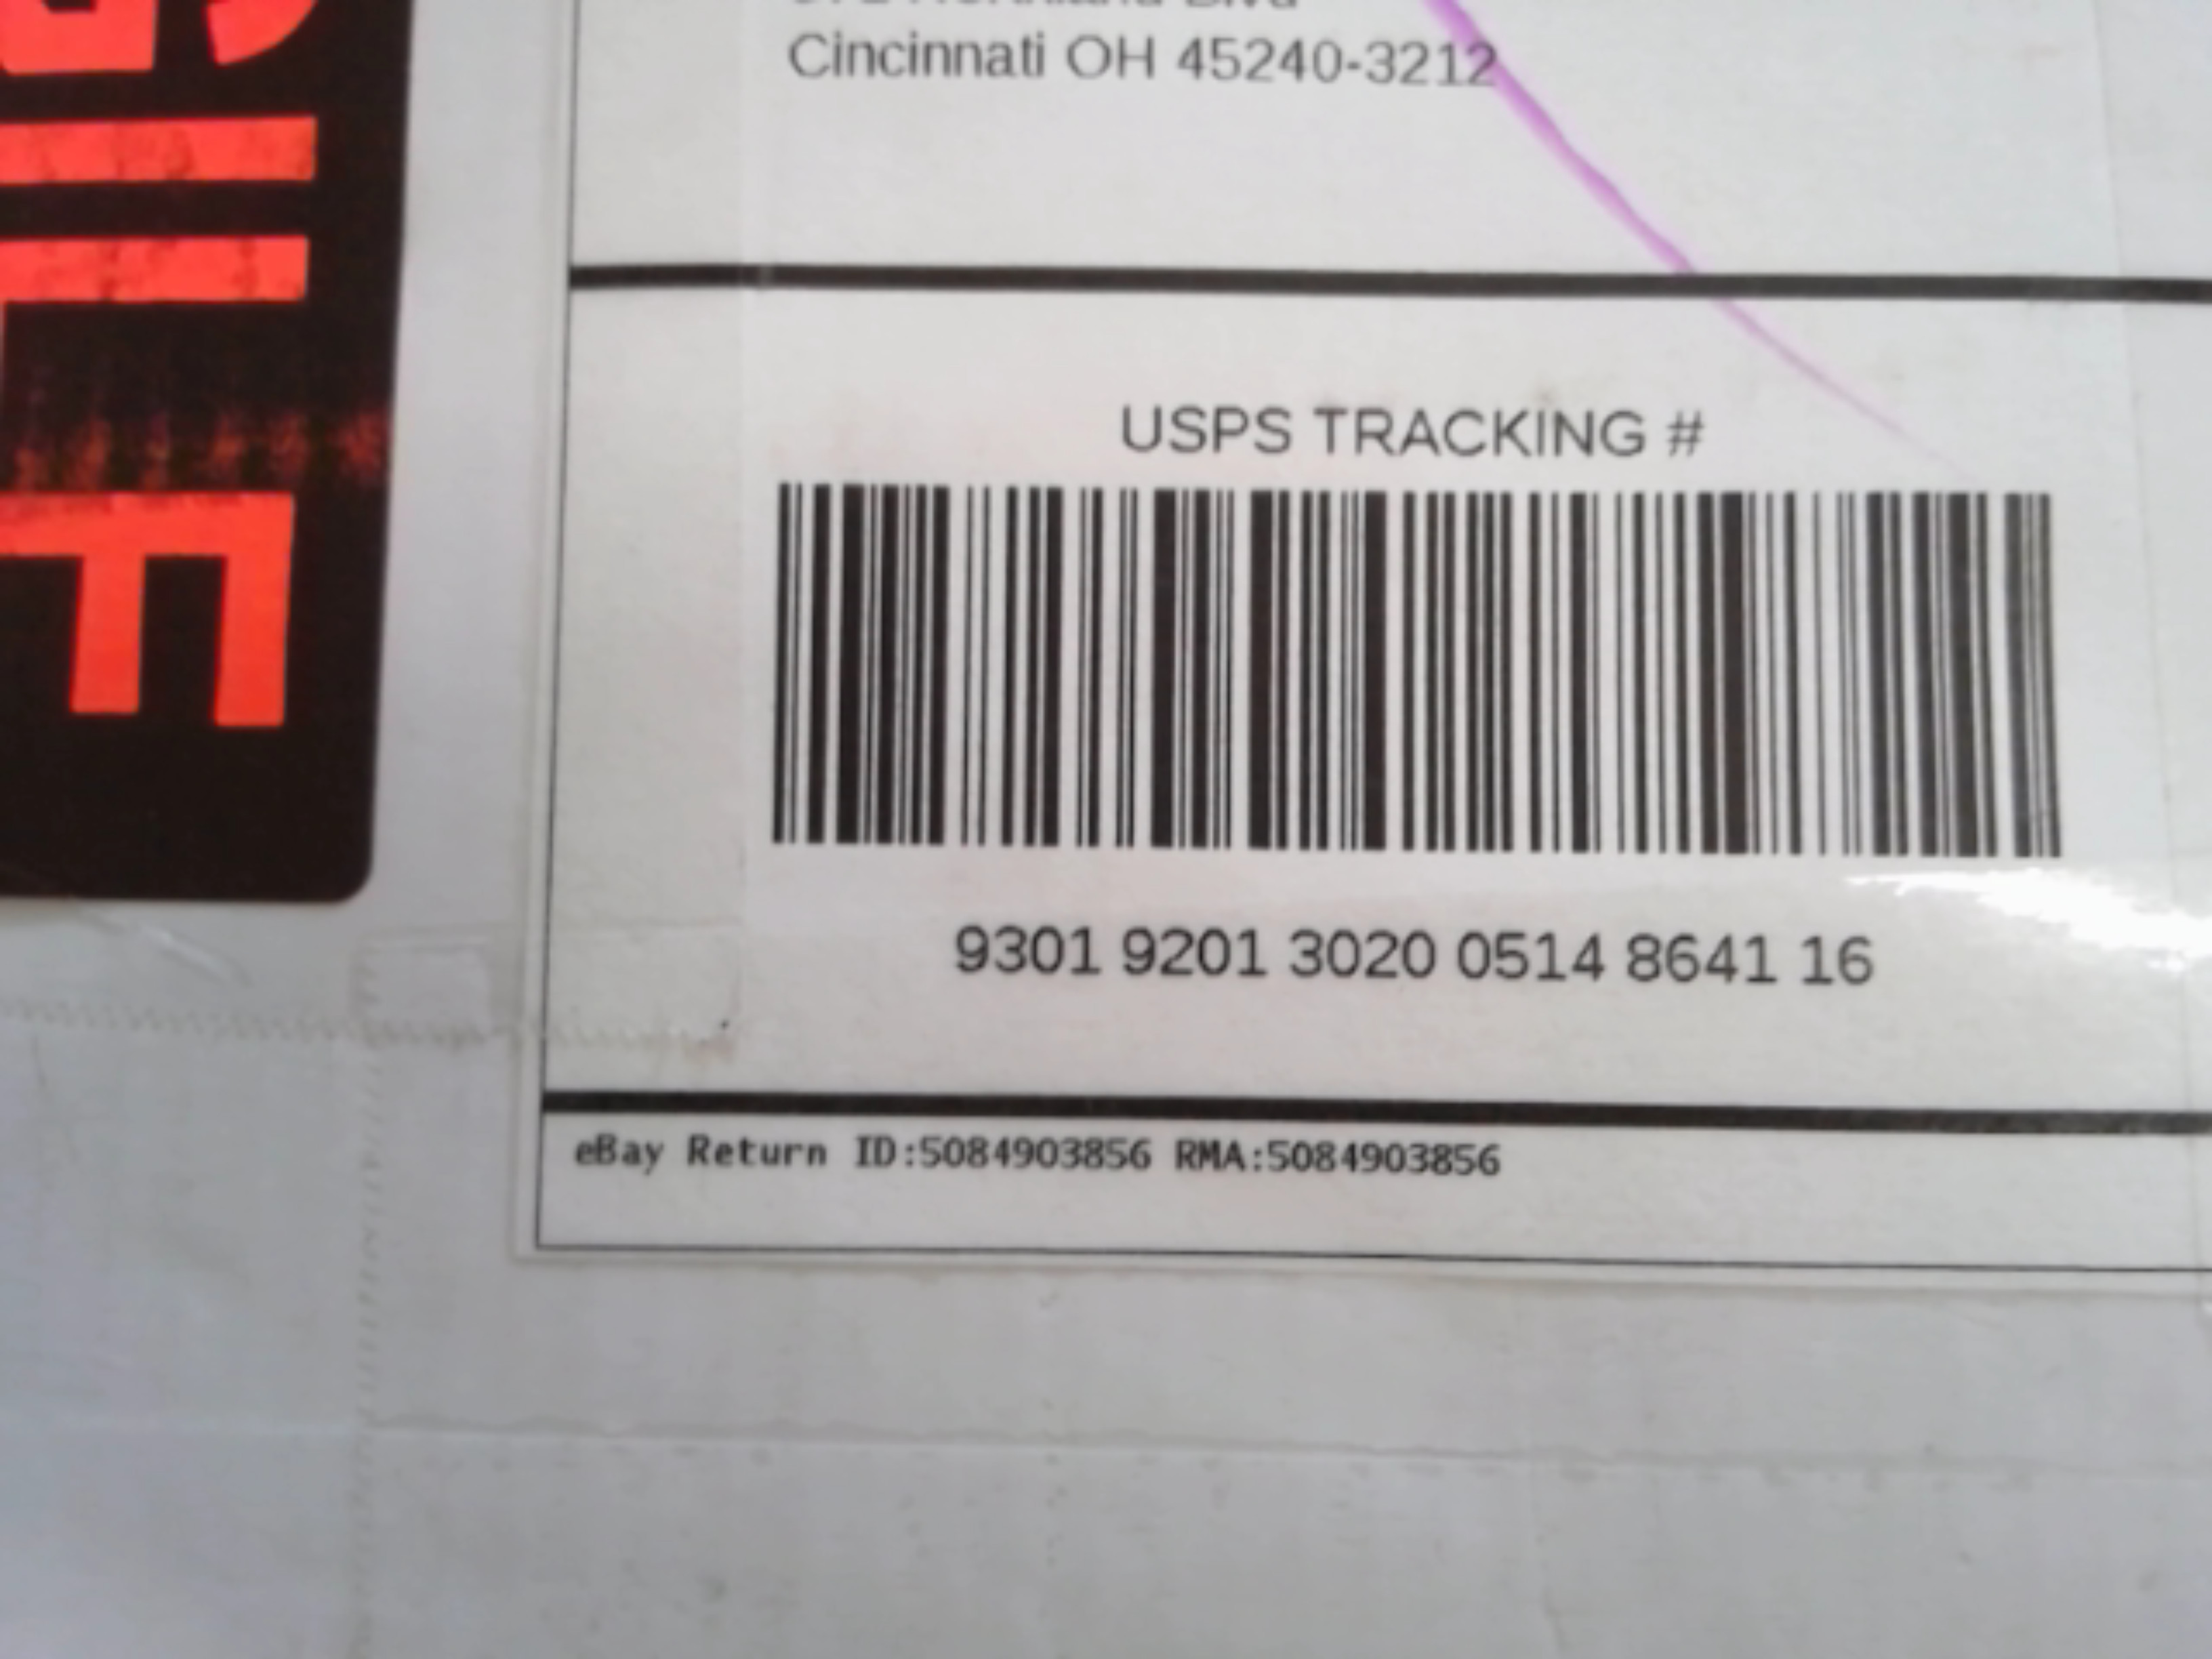 Cincinnati OH 45240-3212
USPS TRACKING #
9301 9201 3020 0514 8641 16
eBay Return ID:5084903856 RMA:5084903856